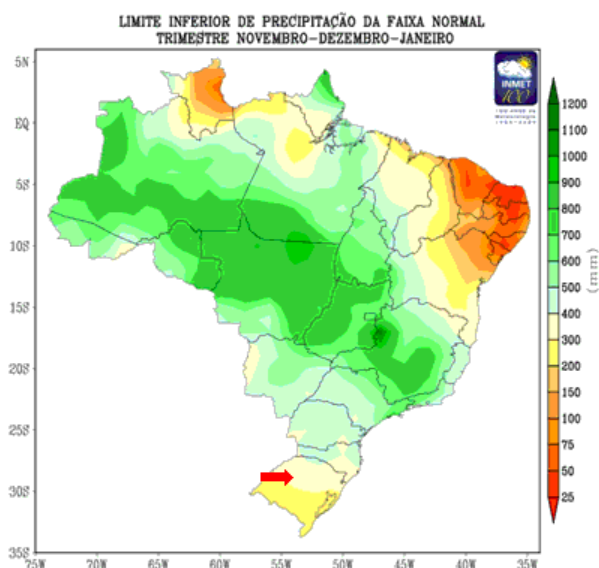 LIMITE INFERIOR DE PRECIPITAÇÃO DA FAIXA NORMAL
TRIMESTRE NOVEMBRO–DEZEMBRO–JANEIRO
INMET
100
5N
EQ
5S
10S
15S
20S
25S
30S
35S
75W 70W 65W 60W 55W 50W 45W 40W 35W
1200
1100
1000
900
800
700
600
500
400
300
200
150
100
75
50
25
(mm)